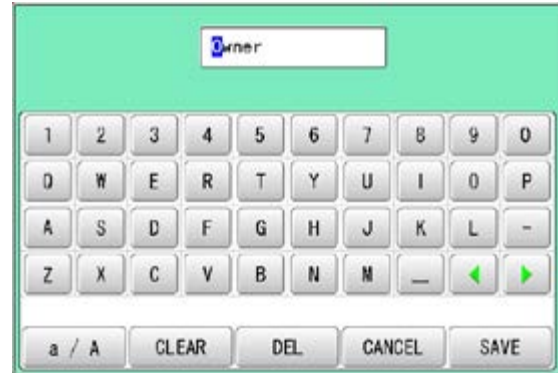 Owner
1 2 3 4 5 6 7 8 9 0
Q W E R T Y U I O P
A S D F G H J K L -
Z X C V B N M _
a / A CLEAR DEL CANCEL SAVE